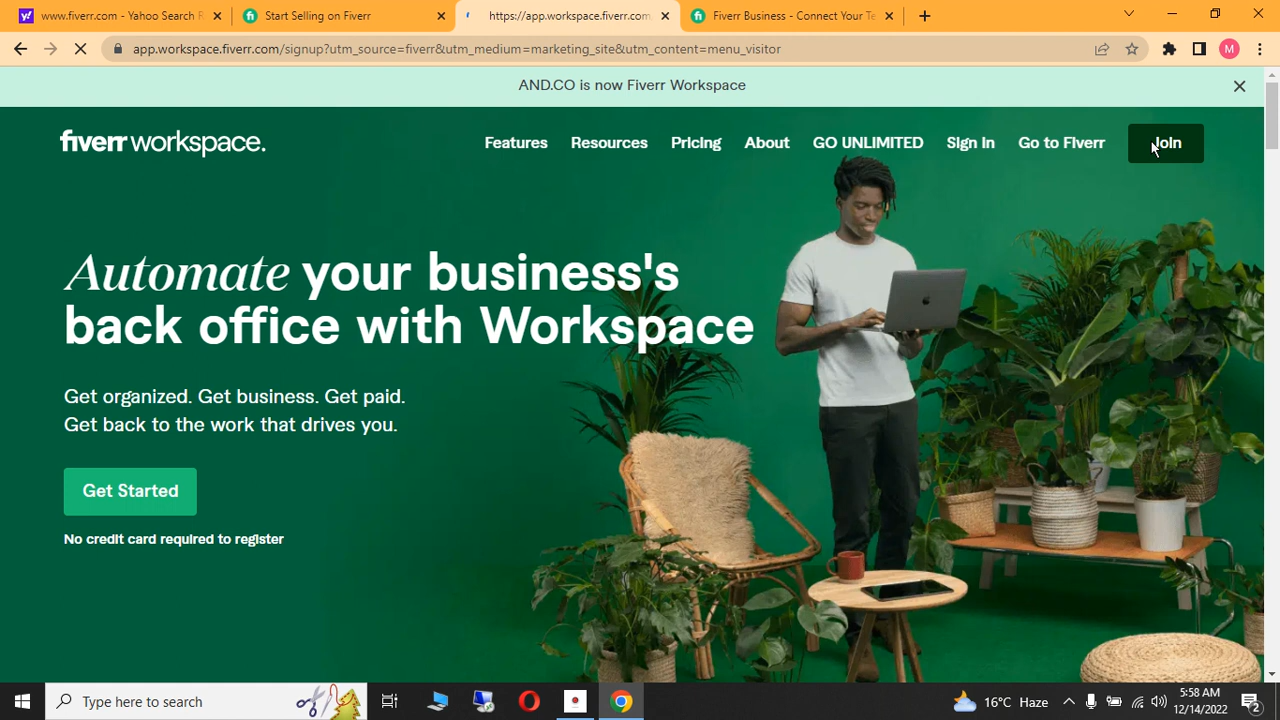 www.fiverr.com - Yahoo Search R
Start Selling on Fiverr
https://app.workspace.fiverr.com
Fiverr Business - Connect Your Te
app.workspace.fiverr.com/signup?utm_source=fiverr&utm_medium=marketing_site&utm_content=menu_visitor
M
AND.CO is now Fiverr Workspace
fiverr workspace.
Features
Resources
Pricing
About
GO UNLIMITED
Sign In
Go to Fiverr
Join
Automate your business's
back office with Workspace
Get organized. Get business. Get paid.
Get back to the work that drives you.
Get Started
No credit card required to register
Type here to search
16°C Haze
5:58 AM
12/14/2022
2